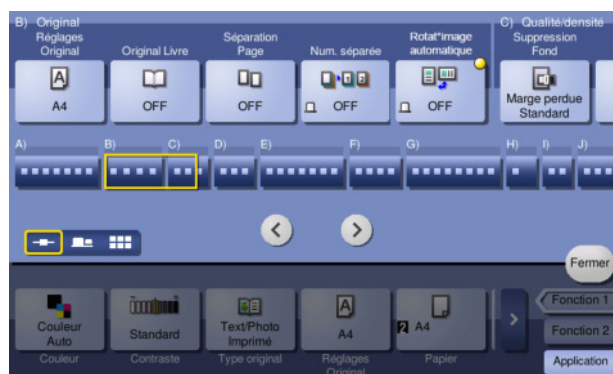 B) Original
C) Qualité/densité
Réglages
Original
Original Livre
Séparation
Page
Num. séparée
Rotat°image
automatique
Suppression
Fond
A4
OFF
OFF
OFF
OFF
Marge perdue
Standard
A)
B)
C)
D)
E)
F)
G)
H)
I)
J)
Fermer
Couleur
Auto
Standard
Text/Photo
Imprimé
A4
2 A4
Fonction 1
Fonction 2
Application
Couleur
Contraste
Type original
Réglages
Original
Papier